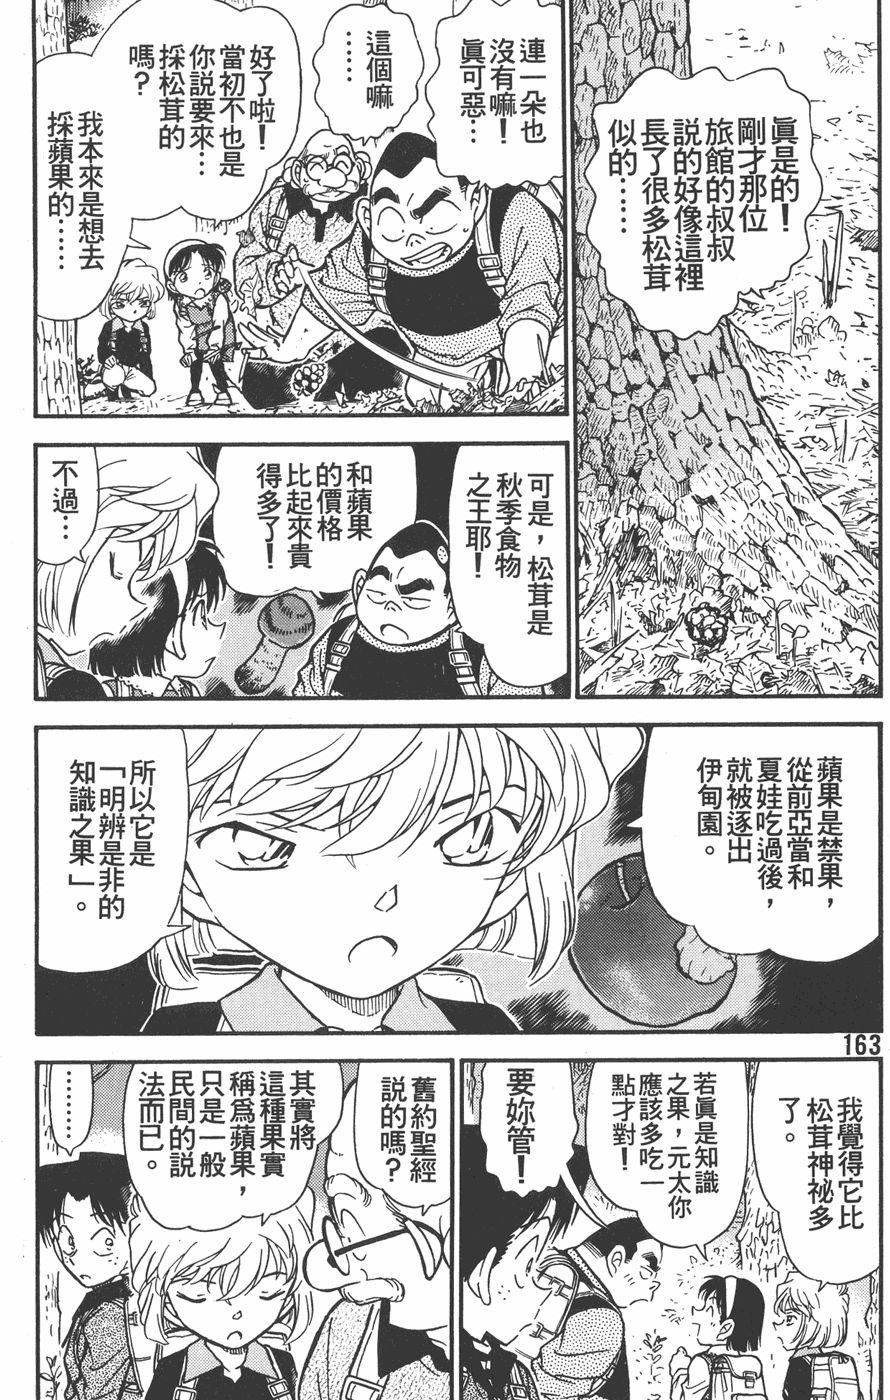 眞是的！
剛才那位
旅館的叔叔
說的好像這裡
長了很多松茸
似的……
連一朵也
沒有嘛！
眞可惡…
這個嘛
……
好了啦！
當初不也是
你說要來…
採松茸的
嗎？
我本來是想去
採蘋果的……
可是，松茸是
秋季食物
之王耶！
和蘋果
的價格
比起來貴
得多了！
不過…
蘋果是禁果，
從前亞當和
夏娃吃過後，
就被逐出
伊甸園。
所以它是
「明辨是非的
知識之果」。
163
我覺得它比
松茸神祕多
了。
若眞是知識
之果，元太你
應該多吃一
點才對！
要妳管！
舊約聖經
說的嗎？
其實將
這種果實
稱爲蘋果，
只是一般
民間的說
法而已。
………